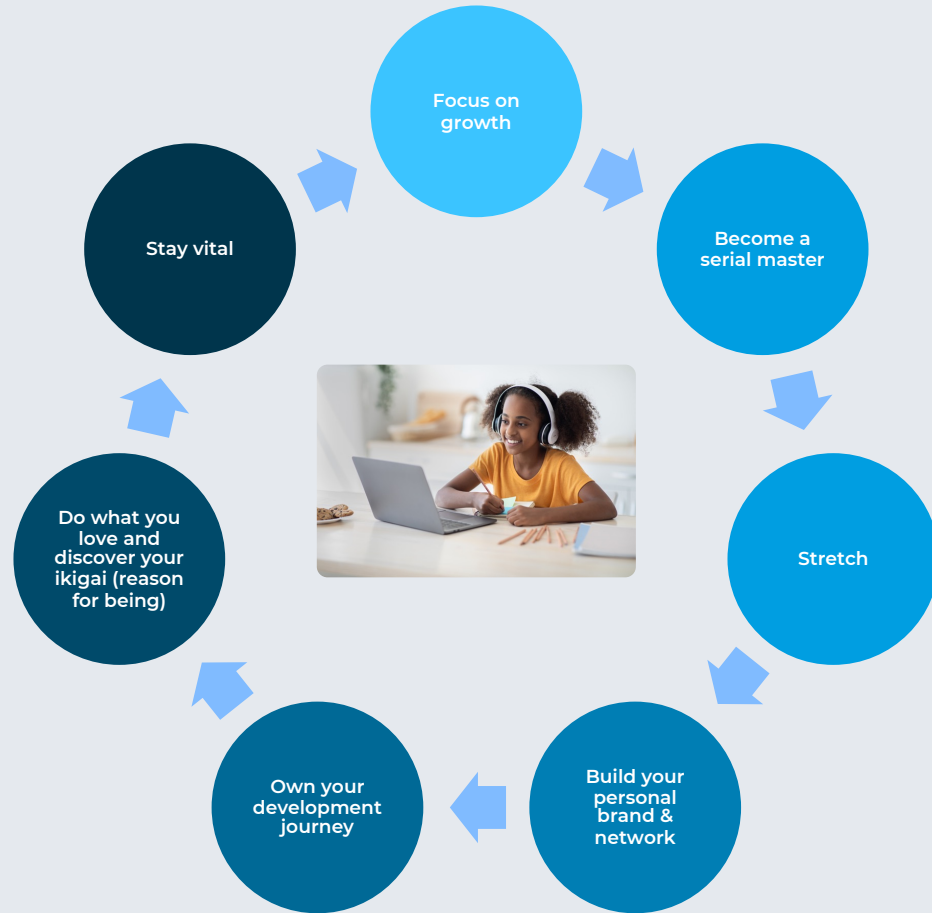 Focus on
growth
Become a
serial master
Stretch
Build your
personal
brand &
network
Own your
development
journey
Do what you
love and
discover your
ikigai (reason
for being)
Stay vital